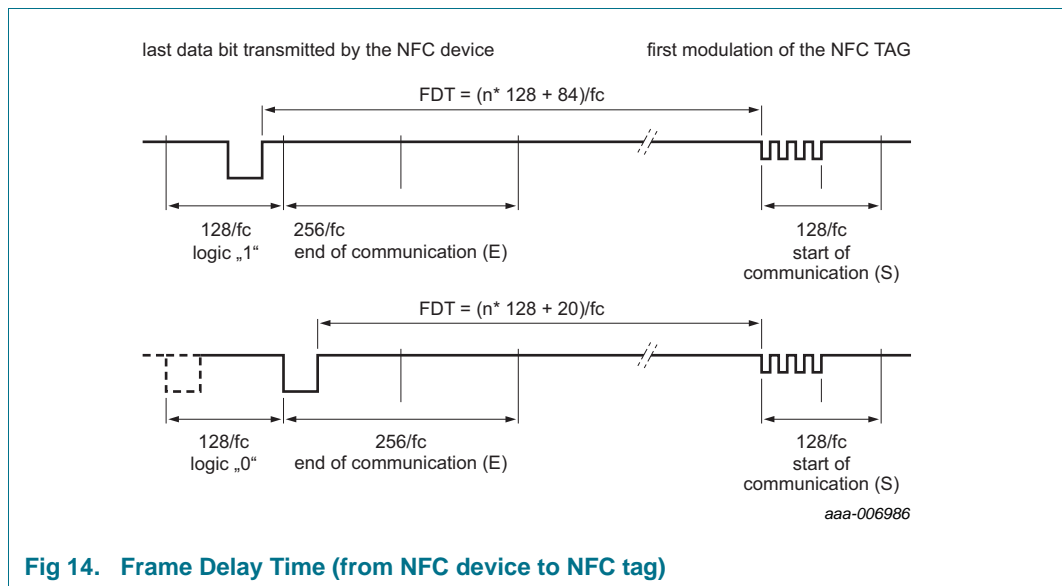 last data bit transmitted by the NFC device
first modulation of the NFC TAG
FDT = (n* 128 + 84)/fc
128/fc
logic „1“
256/fc
end of communication (E)
128/fc
start of
communication (S)
FDT = (n* 128 + 20)/fc
128/fc
logic „0“
256/fc
end of communication (E)
128/fc
start of
communication (S)
aaa-006986
Fig 14. Frame Delay Time (from NFC device to NFC tag)